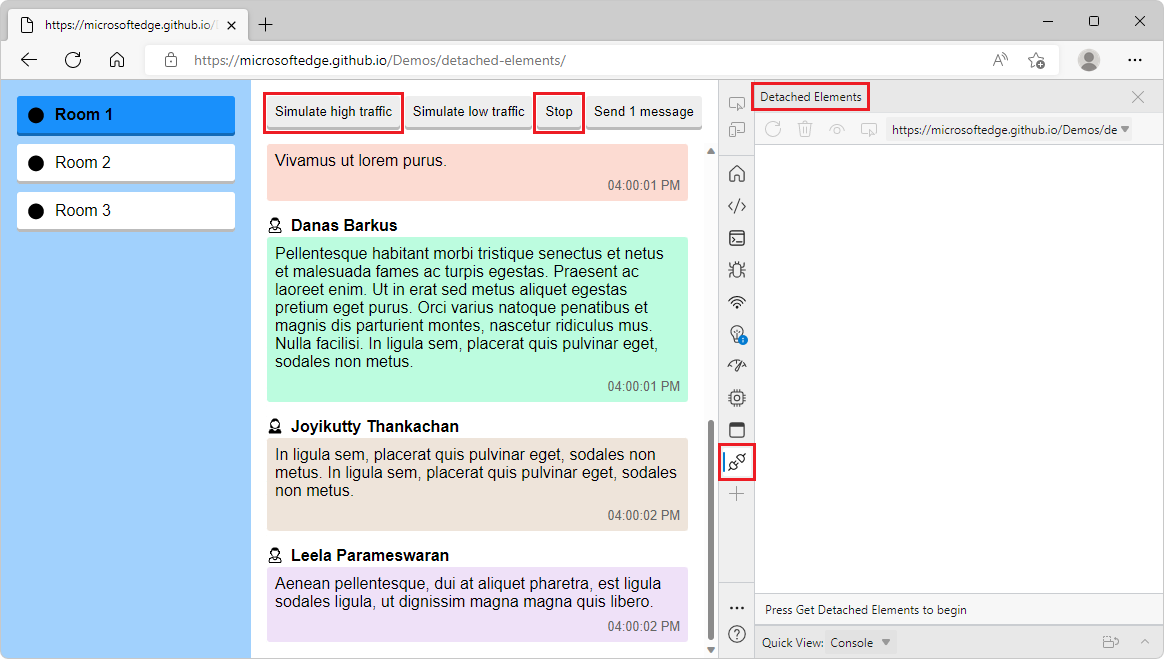 https://microsoftedge.github.io/
https://microsoftedge.github.io/Demos/detached-elements/
Room 1
Room 2
Room 3
Simulate high traffic
Simulate low traffic
Stop
Send 1 message
Vivamus ut lorem purus.
04:00:01 PM
Danas Barkus
Pellentesque habitant morbi tristique senectus et netus
et malesuada fames ac turpis egestas. Praesent ac
laoreet enim. Ut in erat sed metus aliquet egestas
pretium eget purus. Orci varius natoque penatibus et
magnis dis parturient montes, nascetur ridiculus mus.
Nulla facilisi. In ligula sem, placerat quis pulvinar eget,
sodales non metus.
04:00:01 PM
Joyikutty Thankachan
In ligula sem, placerat quis pulvinar eget, sodales non
metus. In ligula sem, placerat quis pulvinar eget, sodales
non metus.
04:00:02 PM
Leela Parameswaran
Aenean pellentesque, dui at aliquet pharetra, est ligula
sodales ligula, ut dignissim magna magna quis libero.
04:00:02 PM
Detached Elements
https://microsoftedge.github.io/Demos/de
Press Get Detached Elements to begin
Quick View: Console